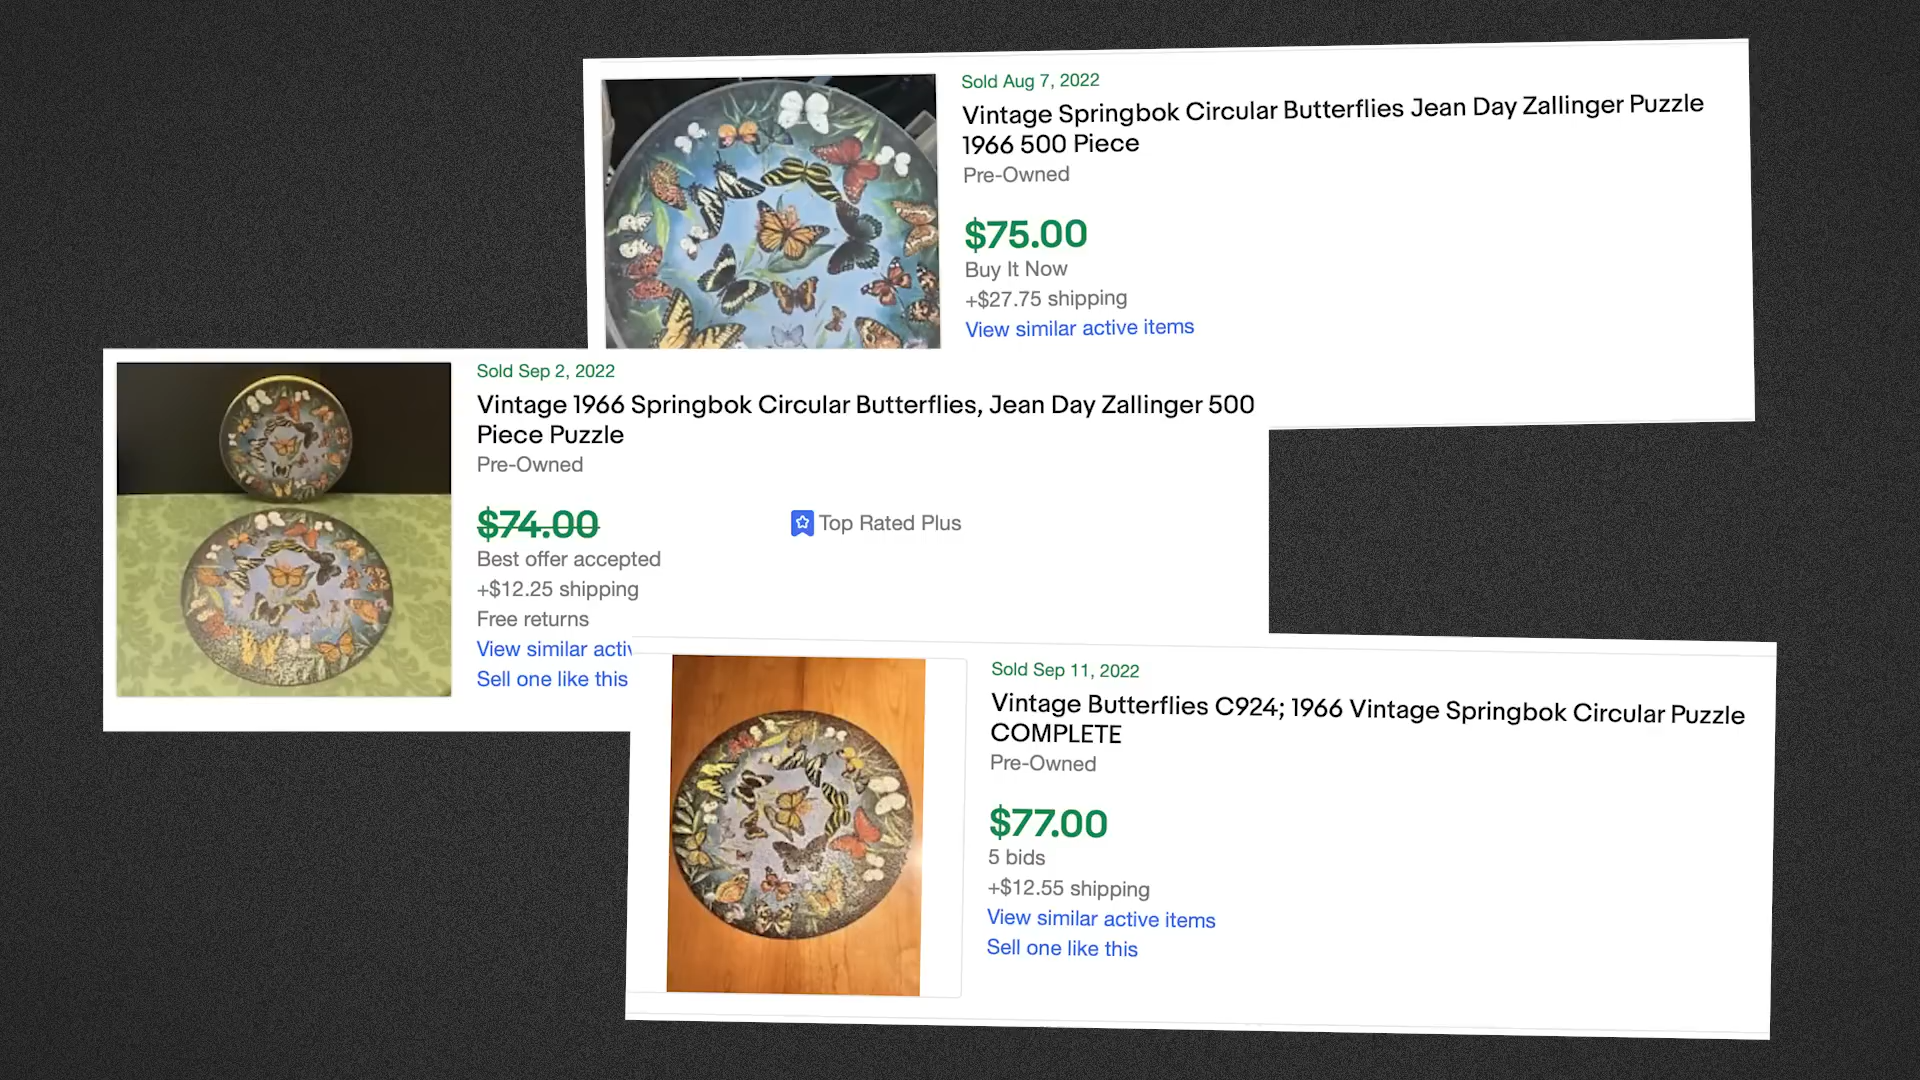 Sold Aug 7, 2022
Vintage Springbok Circular Butterflies Jean Day Zallinger Puzzle
1966 500 Piece
Pre-Owned
$75.00
Buy It Now
+$27.75 shipping
View similar active items
Sold Sep 2, 2022
Vintage 1966 Springbok Circular Butterflies, Jean Day Zallinger 500
Piece Puzzle
Pre-Owned
$74.00
Top Rated Plus
Best offer accepted
+$12.25 shipping
Free returns
View similar activ
Sell one like this
Sold Sep 11, 2022
Vintage Butterflies C924; 1966 Vintage Springbok Circular Puzzle
COMPLETE
Pre-Owned
$77.00
5 bids
+$12.55 shipping
View similar active items
Sell one like this